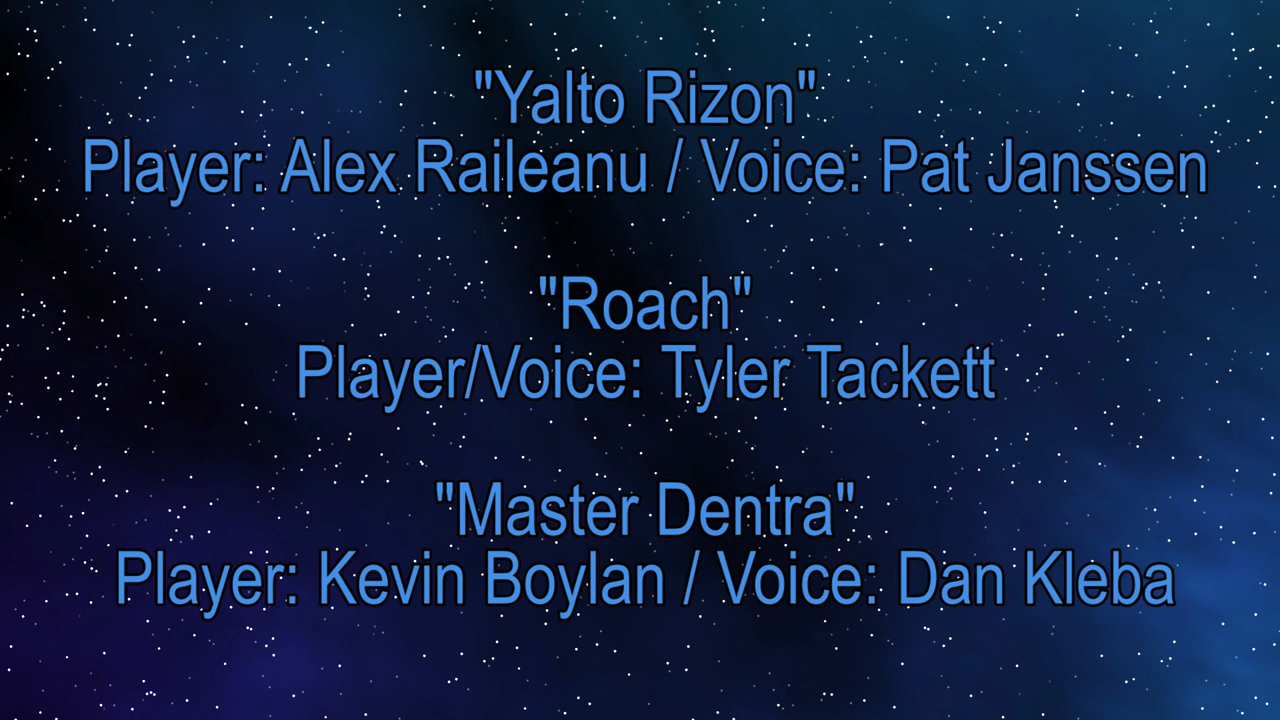 "Yalto Rizon"
Player: Alex Raileanu / Voice: Pat Janssen
"Roach"
Player/Voice: Tyler Tackett
"Master Dentra"
Player: Kevin Boylan / Voice: Dan Kleba